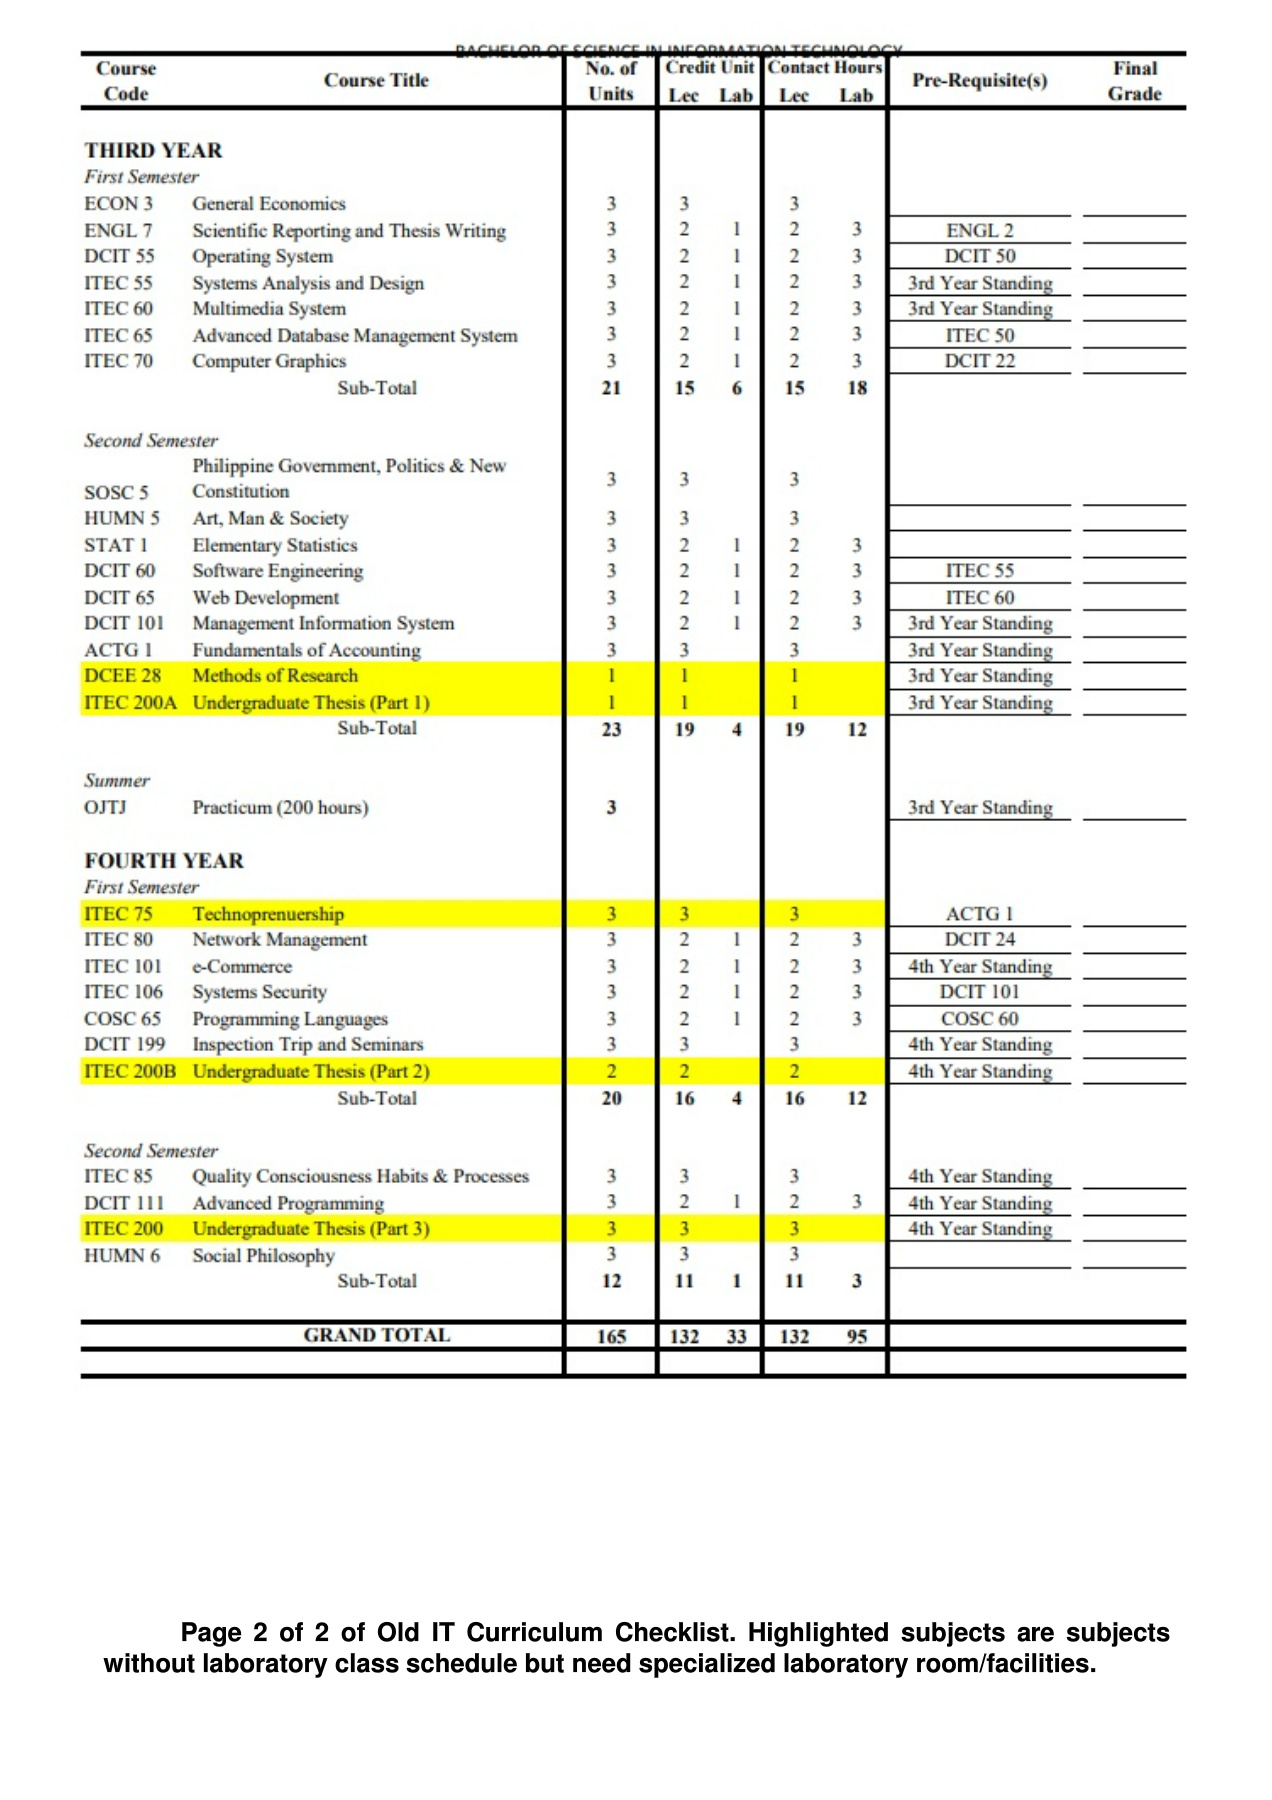 BACHELOR OF SCIENCE IN INFORMATION TECHNOLOGY
Course Code Course Title No. of Units Credit Unit Lec Lab Contact Hours Lec Lab Pre-Requisite(s) Final Grade
THIRD YEAR
First Semester
ECON 3 General Economics 3 3 3
ENGL 7 Scientific Reporting and Thesis Writing 3 2 1 2 3 ENGL 2
DCIT 55 Operating System 3 2 1 2 3 DCIT 50
ITEC 55 Systems Analysis and Design 3 2 1 2 3 3rd Year Standing
ITEC 60 Multimedia System 3 2 1 2 3 3rd Year Standing
ITEC 65 Advanced Database Management System 3 2 1 2 3 ITEC 50
ITEC 70 Computer Graphics 3 2 1 2 3 DCIT 22
Sub-Total 21 15 6 15 18
Second Semester
SOSC 5 Philippine Government, Politics & New Constitution 3 3 3
HUMN 5 Art, Man & Society 3 3 3
STAT 1 Elementary Statistics 3 2 1 2 3
DCIT 60 Software Engineering 3 2 1 2 3 ITEC 55
DCIT 65 Web Development 3 2 1 2 3 ITEC 60
DCIT 101 Management Information System 3 2 1 2 3 3rd Year Standing
ACTG 1 Fundamentals of Accounting 3 3 3 3rd Year Standing
DCEE 28 Methods of Research 1 1 1 3rd Year Standing
ITEC 200A Undergraduate Thesis (Part 1) 1 1 1 3rd Year Standing
Sub-Total 23 19 4 19 12
Summer
OJTJ Practicum (200 hours) 3 3rd Year Standing
FOURTH YEAR
First Semester
ITEC 75 Technoprenuership 3 3 3 ACTG 1
ITEC 80 Network Management 3 2 1 2 3 DCIT 24
ITEC 101 e-Commerce 3 2 1 2 3 4th Year Standing
ITEC 106 Systems Security 3 2 1 2 3 DCIT 101
COSC 65 Programming Languages 3 2 1 2 3 COSC 60
DCIT 199 Inspection Trip and Seminars 3 3 3 4th Year Standing
ITEC 200B Undergraduate Thesis (Part 2) 2 2 2 4th Year Standing
Sub-Total 20 16 4 16 12
Second Semester
ITEC 85 Quality Consciousness Habits & Processes 3 3 3 4th Year Standing
DCIT 111 Advanced Programming 3 2 1 2 3 4th Year Standing
ITEC 200 Undergraduate Thesis (Part 3) 3 3 3 4th Year Standing
HUMN 6 Social Philosophy 3 3 3
Sub-Total 12 11 1 11 3
GRAND TOTAL 165 132 33 132 95
Page 2 of 2 of Old IT Curriculum Checklist. Highlighted subjects are subjects
without laboratory class schedule but need specialized laboratory room/facilities.